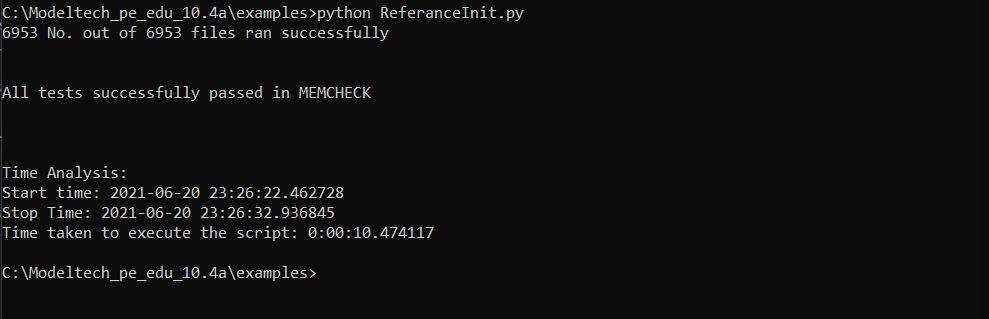 C:\Modeltech_pe_edu_10.4a\examples>python ReferanceInit.py
6953 No. out of 6953 files ran successfully
All tests successfully passed in MEMCHECK
Time Analysis:
Start time: 2021-06-20 23:26:22.462728
Stop Time: 2021-06-20 23:26:32.936845
Time taken to execute the script: 0:00:10.474117
C:\Modeltech_pe_edu_10.4a\examples>